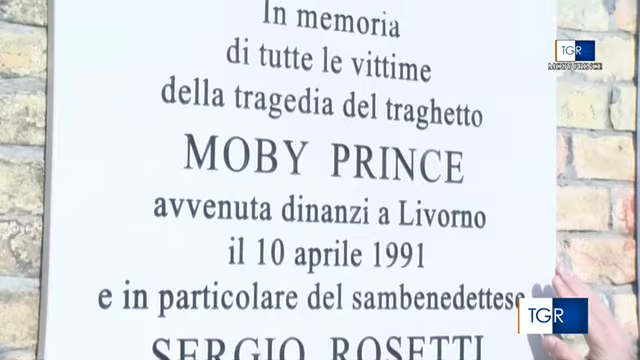 In memoria
di tutte le vittime
della tragedia del traghetto
MOBY PRINCE
avvenuta dinanzi a Livorno
il 10 aprile 1991
e in particolare del sambenedettese
SERGIO ROSETTI
TGR
MOBY PRINCE
TGR